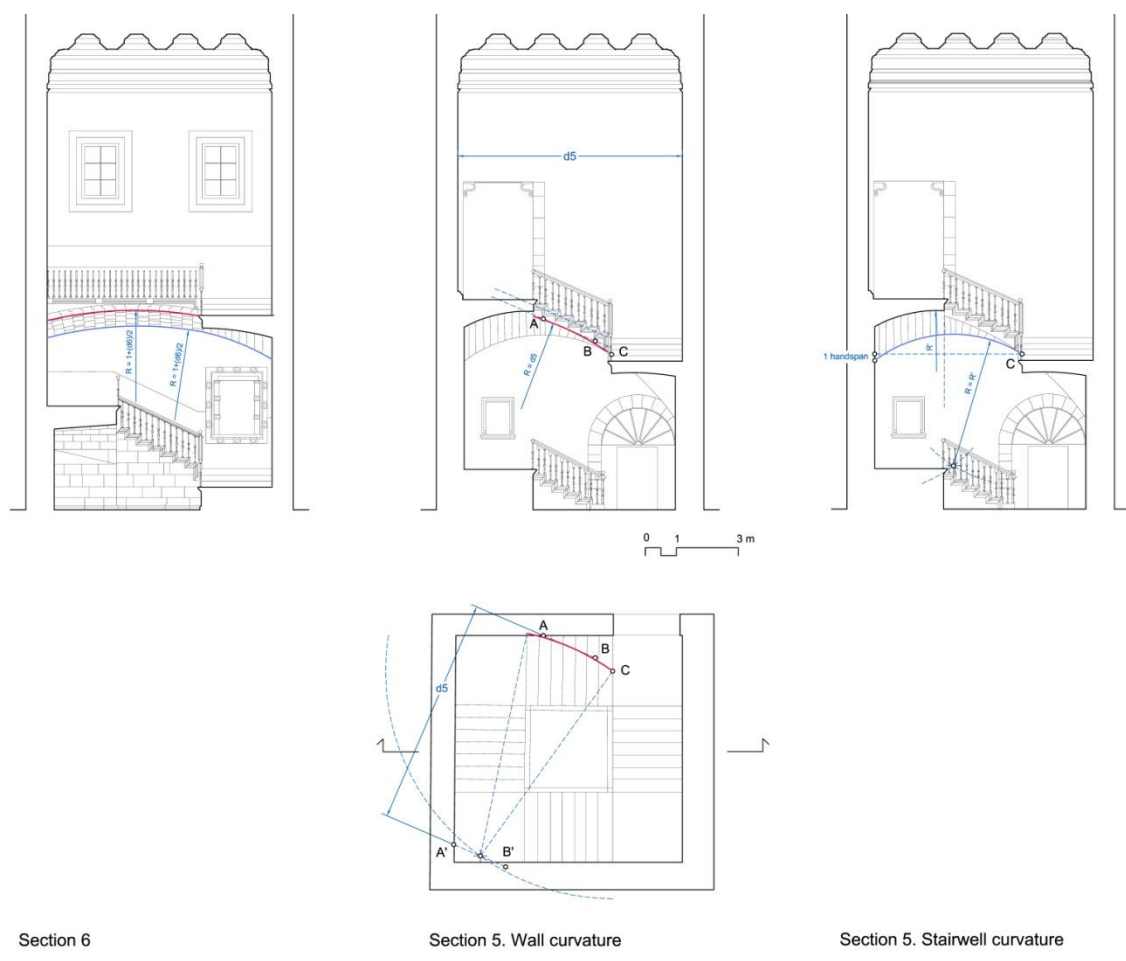 R = 1+(d6)/2
R = 1+(d6)/2
d5
A
B
C
R = d5
1 handspan
R'
C
R = R'
0 1 3 m
A
B
C
d5
A'
B'
Section 6
Section 5. Wall curvature
Section 5. Stairwell curvature